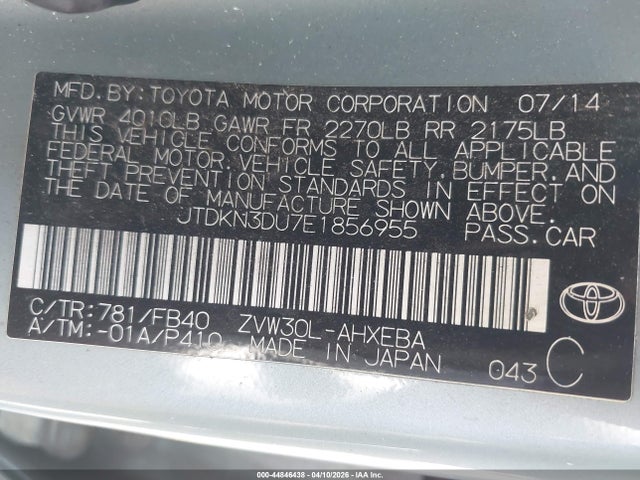 MFD. BY: TOYOTA MOTOR CORPORATION 07/14
GVWR 4010LB GAWR FR 2270LB RR 2175LB
THIS VEHICLE CONFORMS TO ALL APPLICABLE
FEDERAL MOTOR VEHICLE SAFETY, BUMPER, AND
THEFT PREVENTION STANDARDS IN EFFECT ON
THE DATE OF MANUFACTURE SHOWN ABOVE.
JTDKN3DU7E1856955 PASS.CAR
C/TR: 781/FB40 ZVW30L-AHXEBA
A/TM: -01A/P410 MADE IN JAPAN 043 C
000-44846438 - 04/10/2026 - IAA Inc.